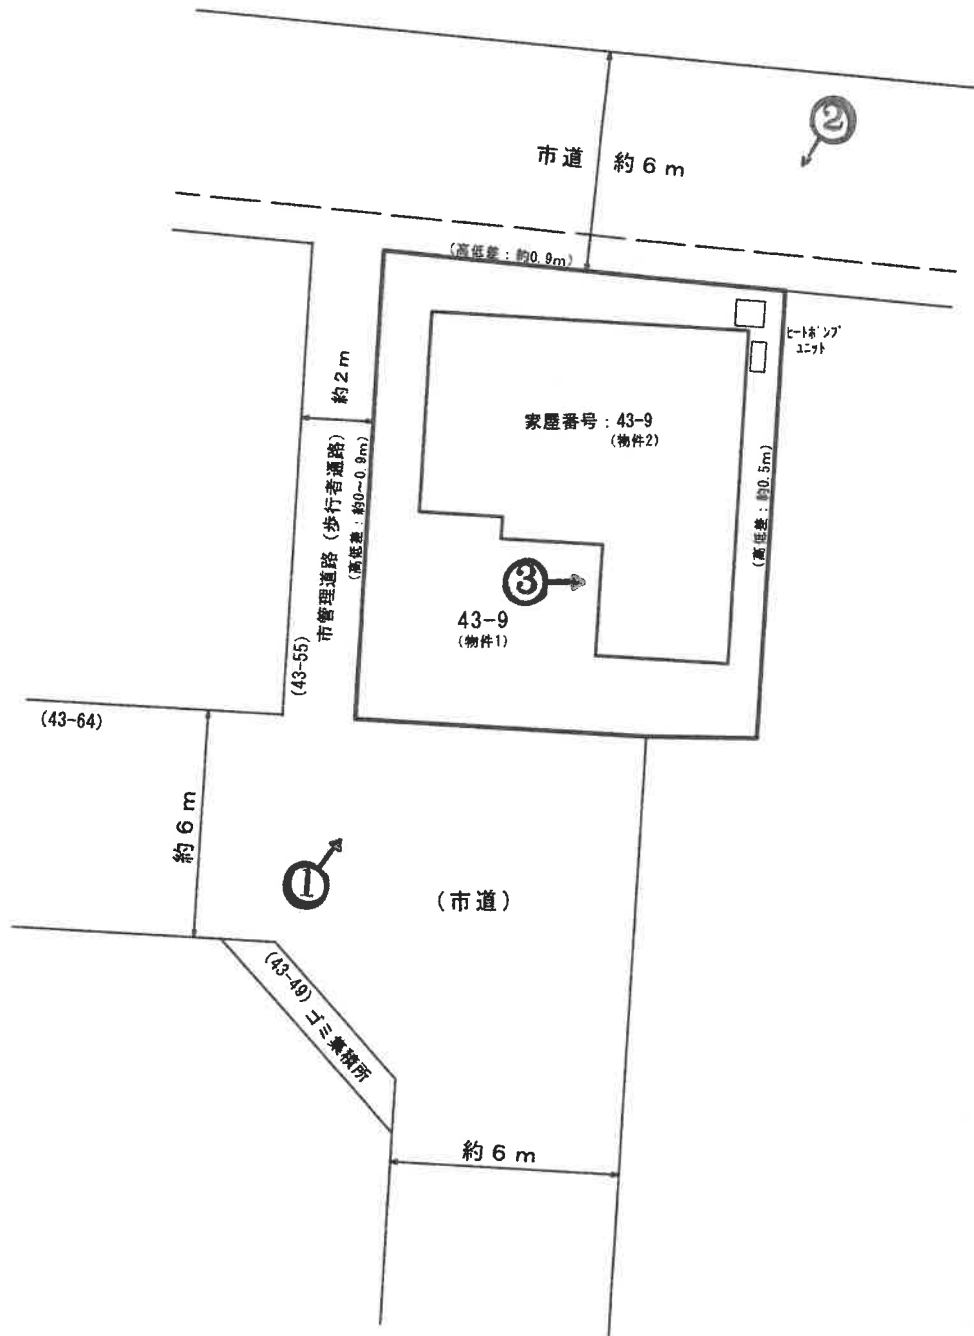 ②
市道 約6m
(高低差：約0.9m)
ヒートポンプ
ユニット
約2m
家屋番号：43-9
(物件2)
市管理道路（歩行者通路）
(高低差：約0～0.9m)
(高低差：約0.5m)
③
43-9
(物件1)
(43-55)
(43-64)
約6m
①
(市道)
(43-49) ゴミ集積所
約6m